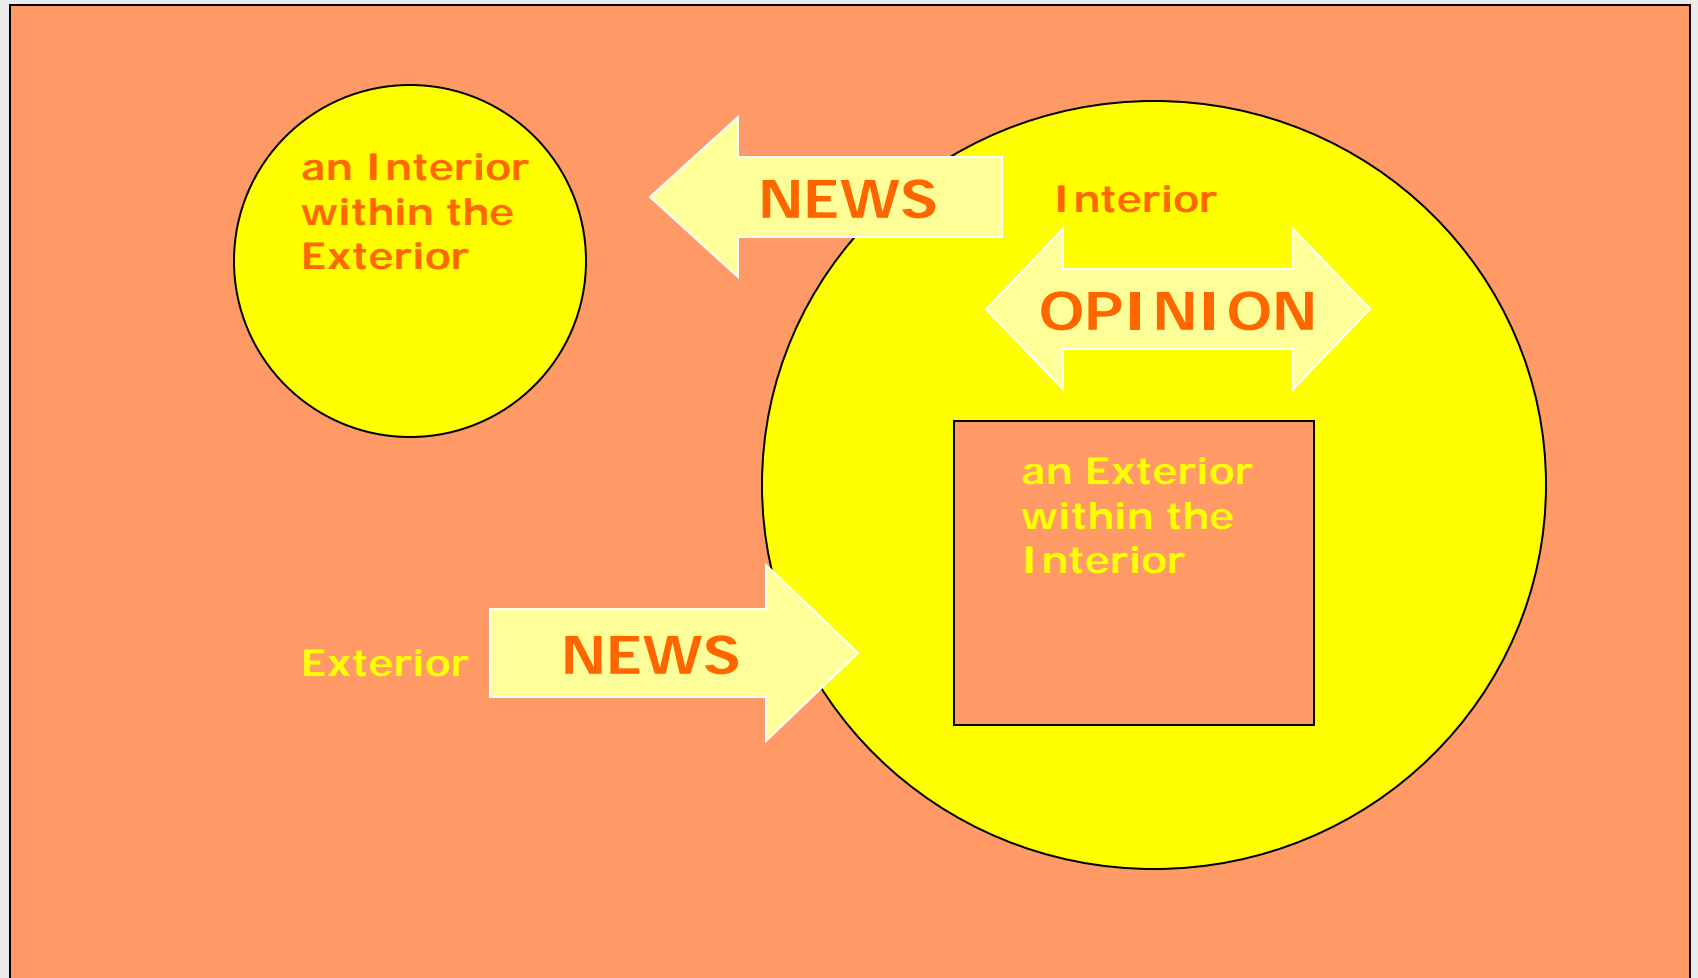 an Interior
within the
Exterior
NEWS
Interior
OPINION
an Exterior
within the
Interior
Exterior
NEWS